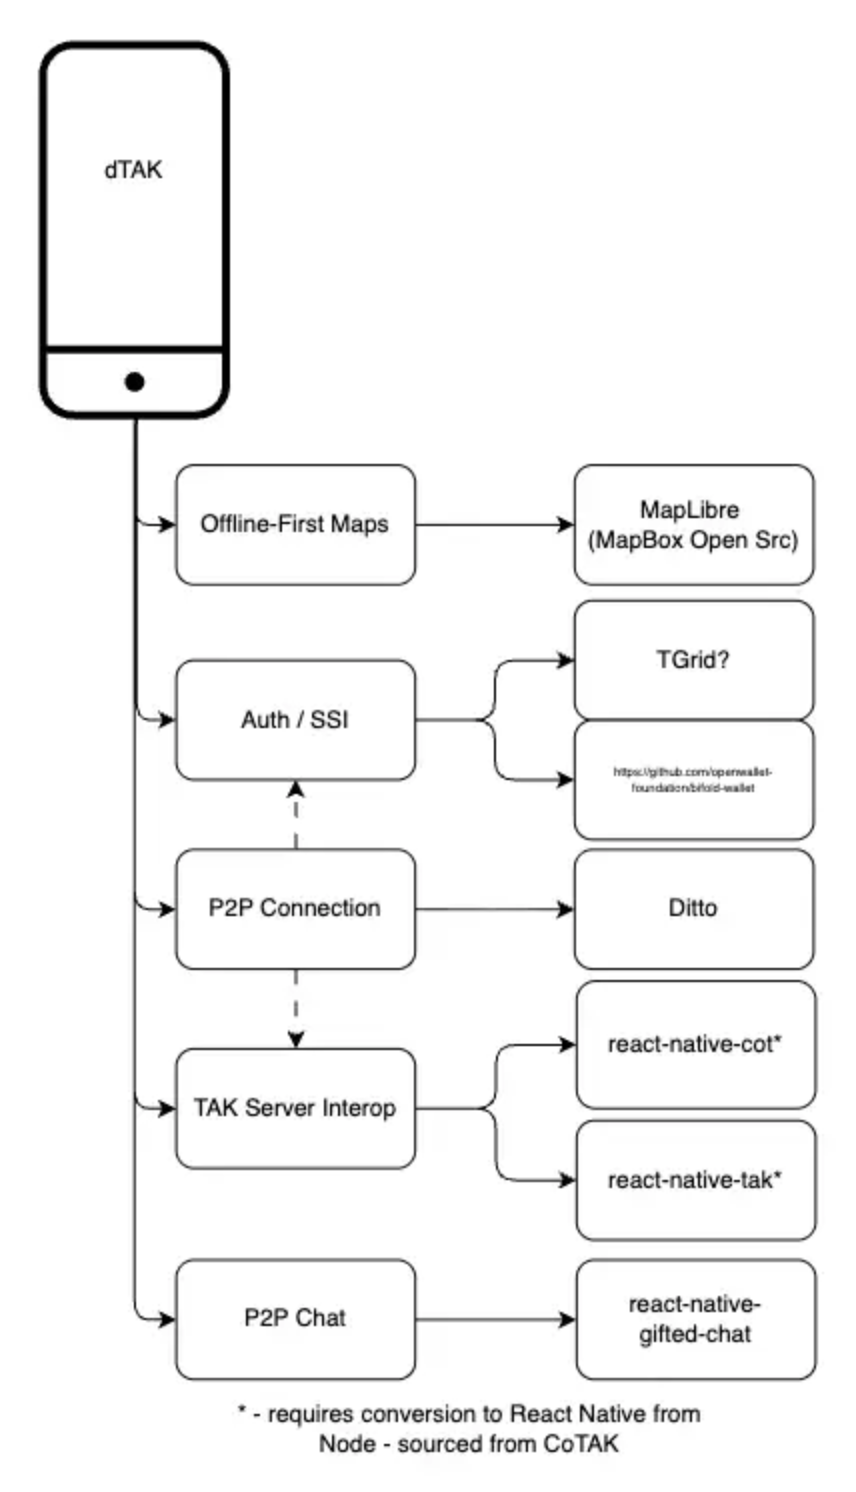 dTAK
Offline-First Maps
MapLibre
(MapBox Open Src)
TGrid?
Auth / SSI
https://github.com/openwallet-
foundation/bifold-wallet
P2P Connection
Ditto
react-native-cot*
TAK Server Interop
react-native-tak*
P2P Chat
react-native-
gifted-chat
* - requires conversion to React Native from
Node - sourced from CoTAK